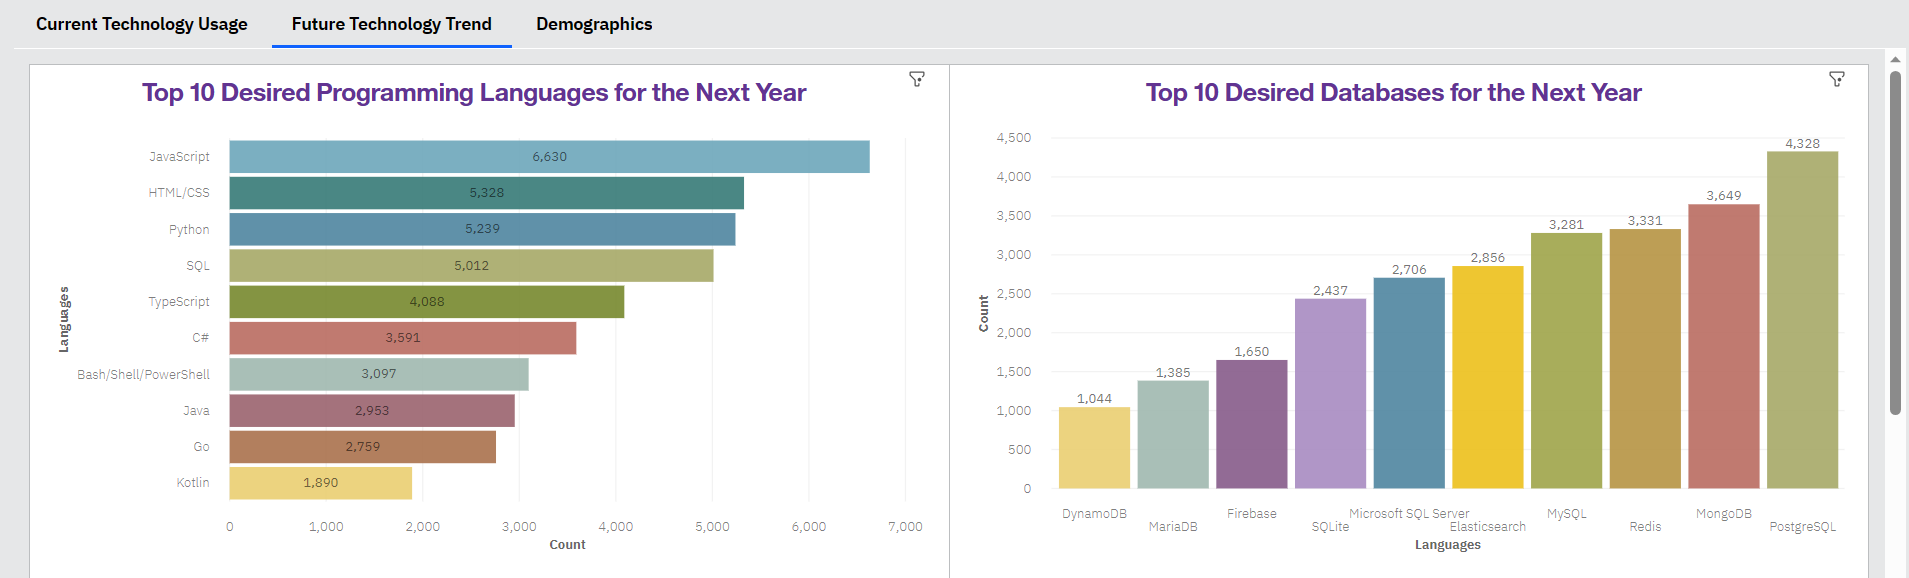 Current Technology Usage
Future Technology Trend
Demographics
Top 10 Desired Programming Languages for the Next Year
Languages
JavaScript 6,630
HTML/CSS 5,328
Python 5,239
SQL 5,012
TypeScript 4,088
C# 3,591
Bash/Shell/PowerShell 3,097
Java 2,953
Go 2,759
Kotlin 1,890
0 1,000 2,000 3,000 4,000 5,000 6,000 7,000
Count
Top 10 Desired Databases for the Next Year
Count
4,500
4,000
3,500
3,000
2,500
2,000
1,500
1,000
500
0
1,044
1,385
1,650
2,437
2,706
2,856
3,281
3,331
3,649
4,328
DynamoDB
MariaDB
Firebase
SQLite
Microsoft SQL Server
Elasticsearch
MySQL
Redis
MongoDB
PostgreSQL
Languages